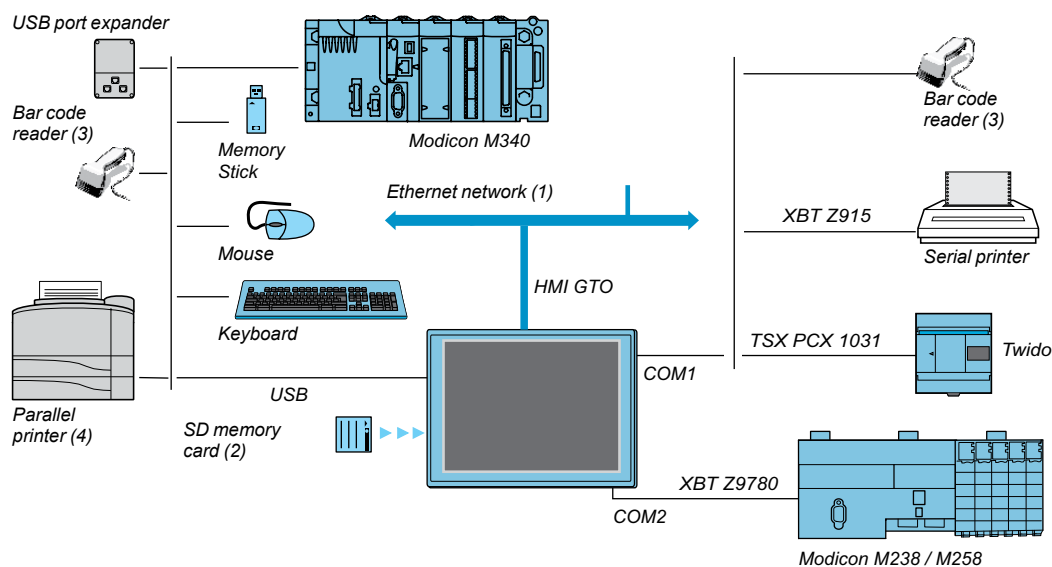 USB port expander
Bar code
reader (3)
Memory
Stick
Modicon M340
Bar code
reader (3)
Ethernet network (1)
Mouse
XBT Z915
Serial printer
HMI GTO
Keyboard
TSX PCX 1031
Twido
COM1
USB
Parallel
printer (4)
SD memory
card (2)
XBT Z9780
COM2
Modicon M238 / M258